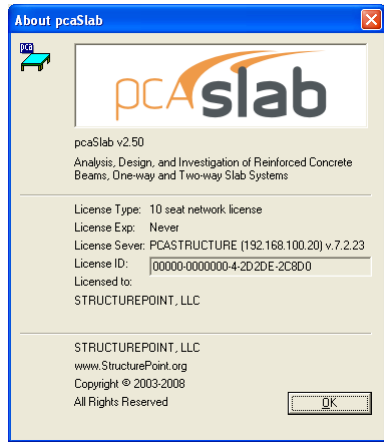 About pcaSlab
pca
pcaslab
pcaSlab v2.50
Analysis, Design, and Investigation of Reinforced Concrete
Beams, One-way and Two-way Slab Systems
License Type: 10 seat network license
License Exp: Never
License Sever: PCASTRUCTURE (192.168.100.20) v.7.2.23
License ID: 00000-0000000-4-2D2DE-2C8D0
Licensed to:
STRUCTUREPOINT, LLC
STRUCTUREPOINT, LLC
www.StructurePoint.org
Copyright © 2003-2008
All Rights Reserved
OK